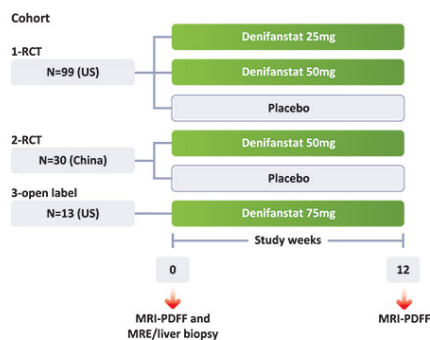 Cohort
Denifanstat 25mg
1-RCT
N=99 (US)
Denifanstat 50mg
Placebo
2-RCT
Denifanstat 50mg
N=30 (China)
Placebo
3-open label
N=13 (US)
Denifanstat 75mg
Study weeks
0
12
MRI-PDFF and
MRE/liver biopsy
MRI-PDFF